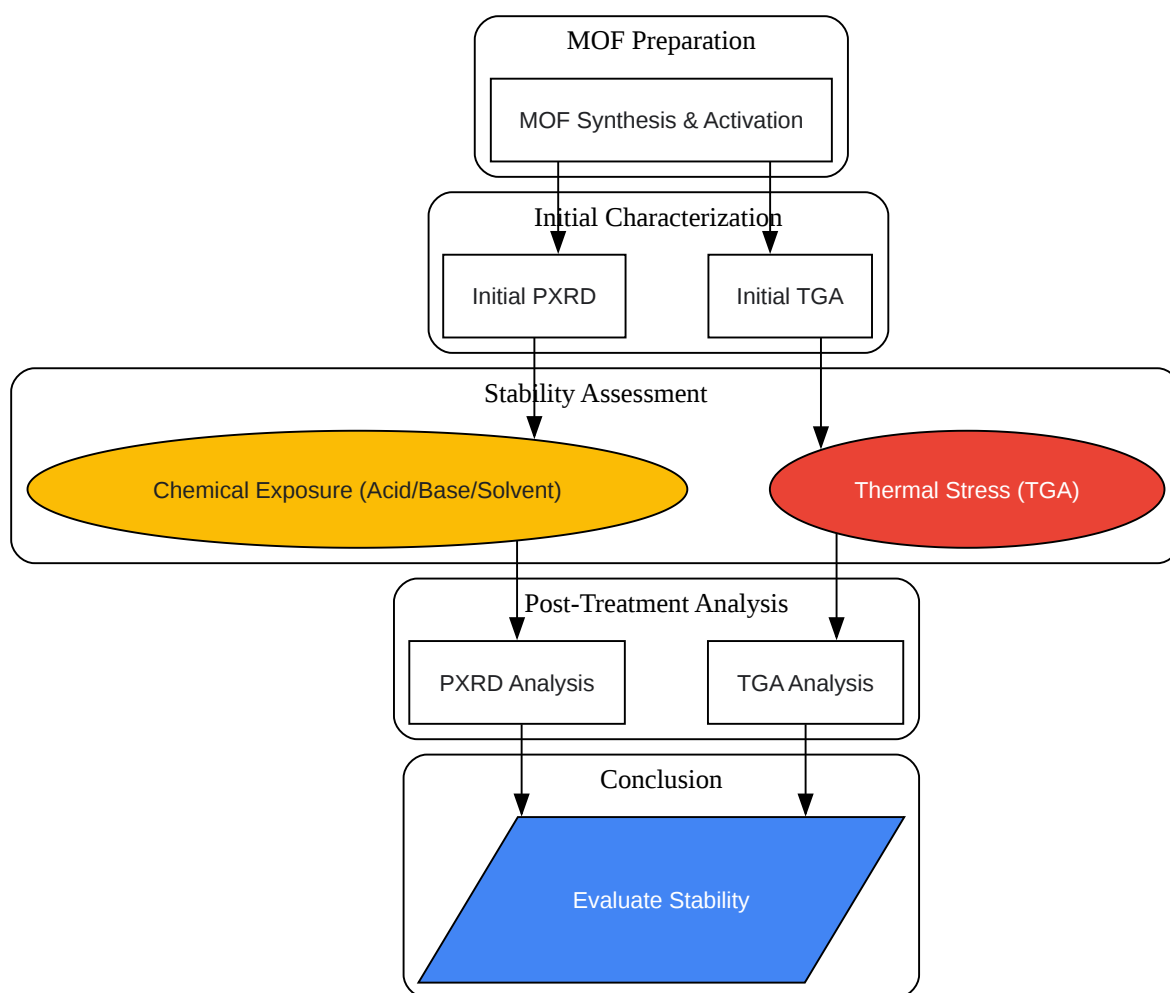 MOF Preparation
MOF Synthesis & Activation
Initial Characterization
Initial PXRD
Initial TGA
Stability Assessment
Chemical Exposure (Acid/Base/Solvent)
Thermal Stress (TGA)
Post-Treatment Analysis
PXRD Analysis
TGA Analysis
Conclusion
Evaluate Stability